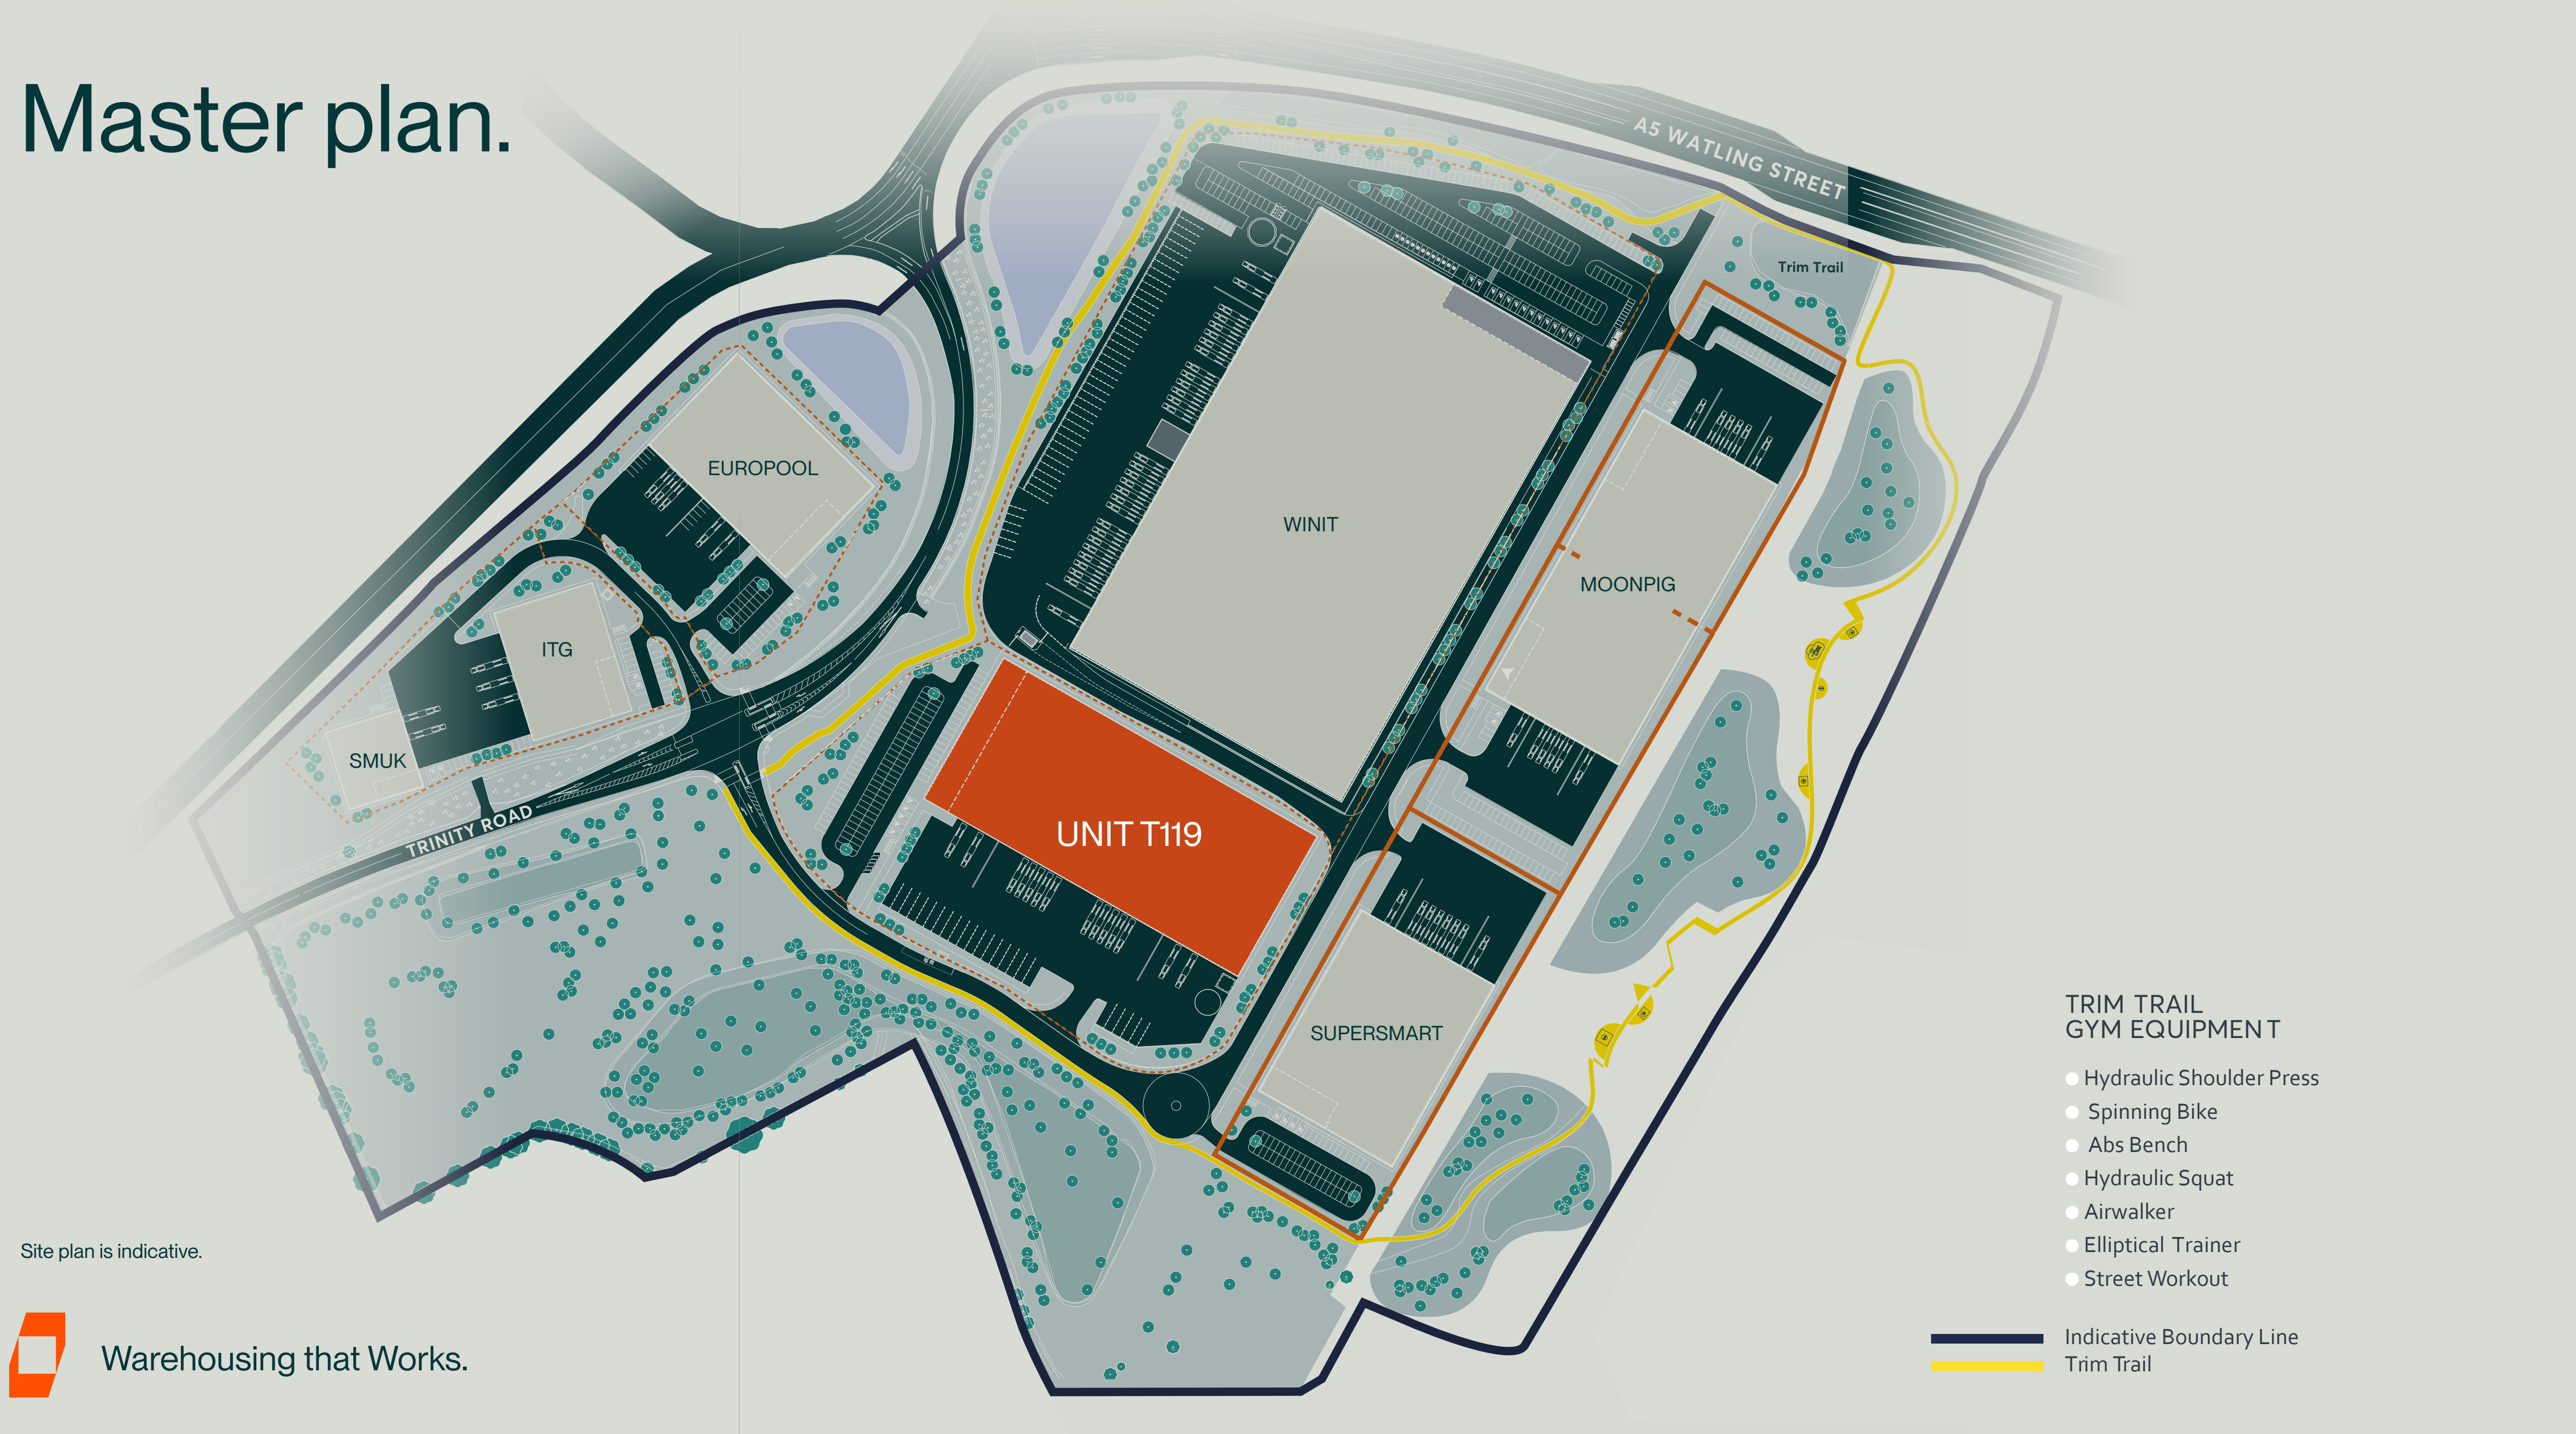 Master plan.
A5 WATLING STREET
Trim Trail
EUROPOOL
WINIT
MOONPIG
ITG
SMUK
TRINITY ROAD
UNIT T119
SUPERSMART
TRIM TRAIL
GYM EQUIPMENT
Hydraulic Shoulder Press
Spinning Bike
Abs Bench
Hydraulic Squat
Airwalker
Elliptical Trainer
Street Workout
Indicative Boundary Line
Trim Trail
Site plan is indicative.
Warehousing that Works.